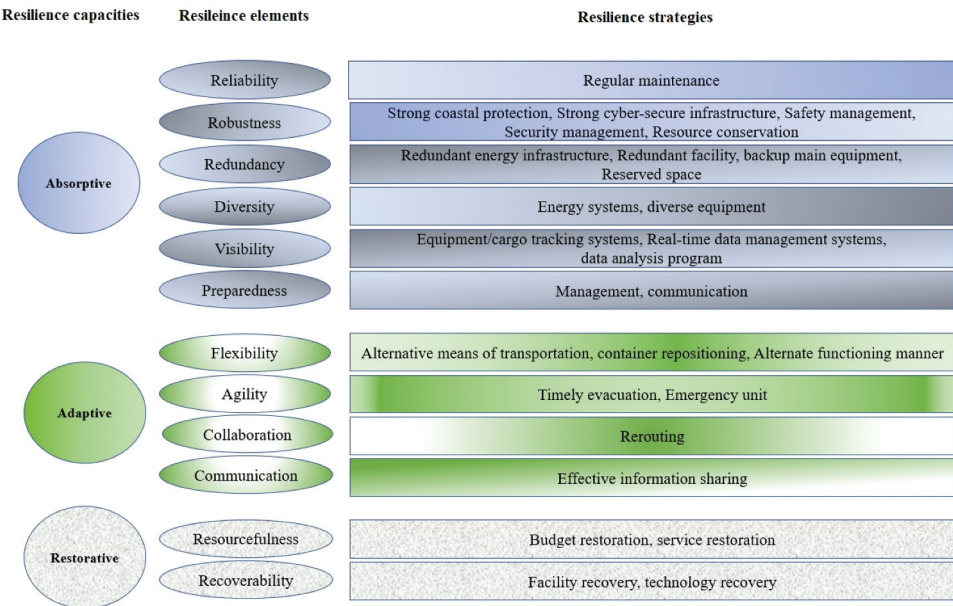 Resilience capacities Resileince elements Resilience strategies
Reliability Regular maintenance
Robustness Strong coastal protection, Strong cyber-secure infrastructure, Safety management,
Security management, Resource conservation
Redundancy Redundant energy infrastructure, Redundant facility, backup main equipment,
Reserved space
Absorptive
Diversity Energy systems, diverse equipment
Visibility Equipment/cargo tracking systems, Real-time data management systems,
data analysis program
Preparedness Management, communication
Flexibility Alternative means of transportation, container repositioning, Alternate functioning manner
Agility Timely evacuation, Emergency unit
Adaptive
Collaboration Rerouting
Communication Effective information sharing
Resourcefulness Budget restoration, service restoration
Restorative
Recoverability Facility recovery, technology recovery